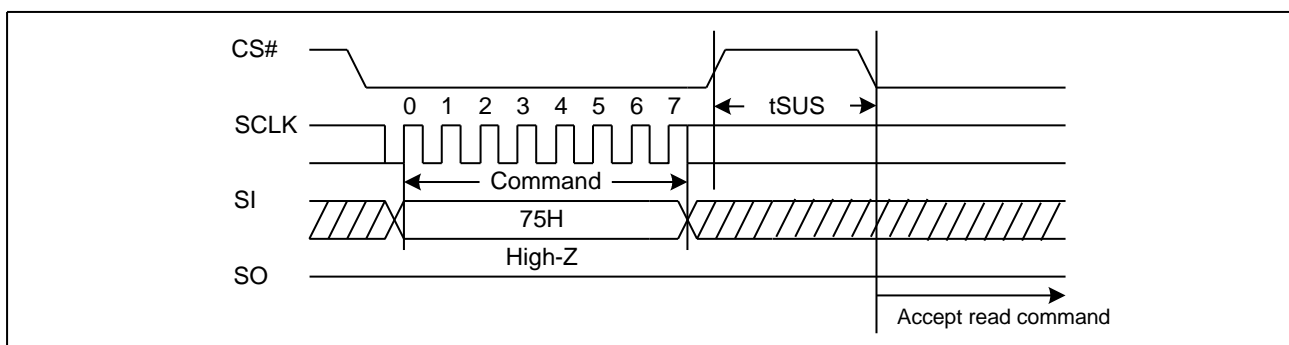 CS#
tSUS
0 1 2 3 4 5 6 7
SCLK
Command
SI
75H
High-Z
SO
Accept read command